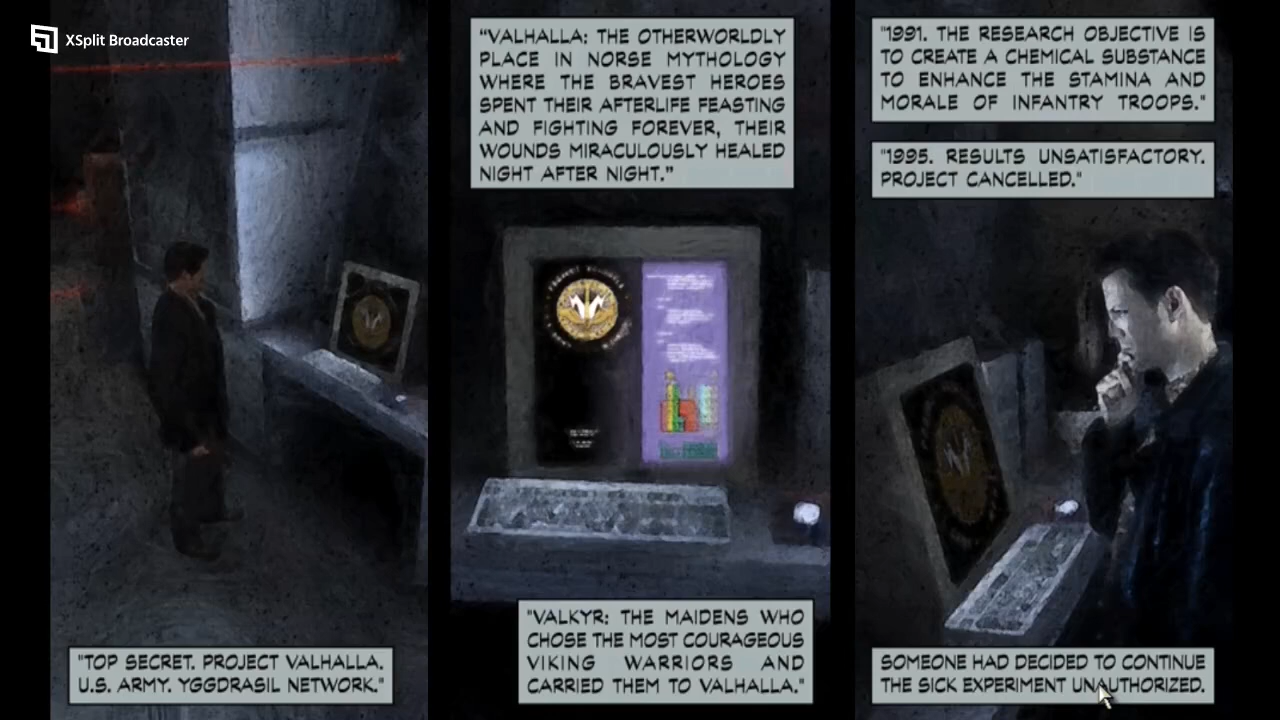 XSplit Broadcaster
"TOP SECRET. PROJECT VALHALLA.
U.S. ARMY. YGGDRASIL NETWORK."
“VALHALLA: THE OTHERWORLDLY
PLACE IN NORSE MYTHOLOGY
WHERE THE BRAVEST HEROES
SPENT THEIR AFTERLIFE FEASTING
AND FIGHTING FOREVER, THEIR
WOUNDS MIRACULOUSLY HEALED
NIGHT AFTER NIGHT.”
"VALKYR: THE MAIDENS WHO
CHOSE THE MOST COURAGEOUS
VIKING WARRIORS AND
CARRIED THEM TO VALHALLA."
"1991. THE RESEARCH OBJECTIVE IS
TO CREATE A CHEMICAL SUBSTANCE
TO ENHANCE THE STAMINA AND
MORALE OF INFANTRY TROOPS."
"1995. RESULTS UNSATISFACTORY.
PROJECT CANCELLED."
SOMEONE HAD DECIDED TO CONTINUE
THE SICK EXPERIMENT UNAUTHORIZED.